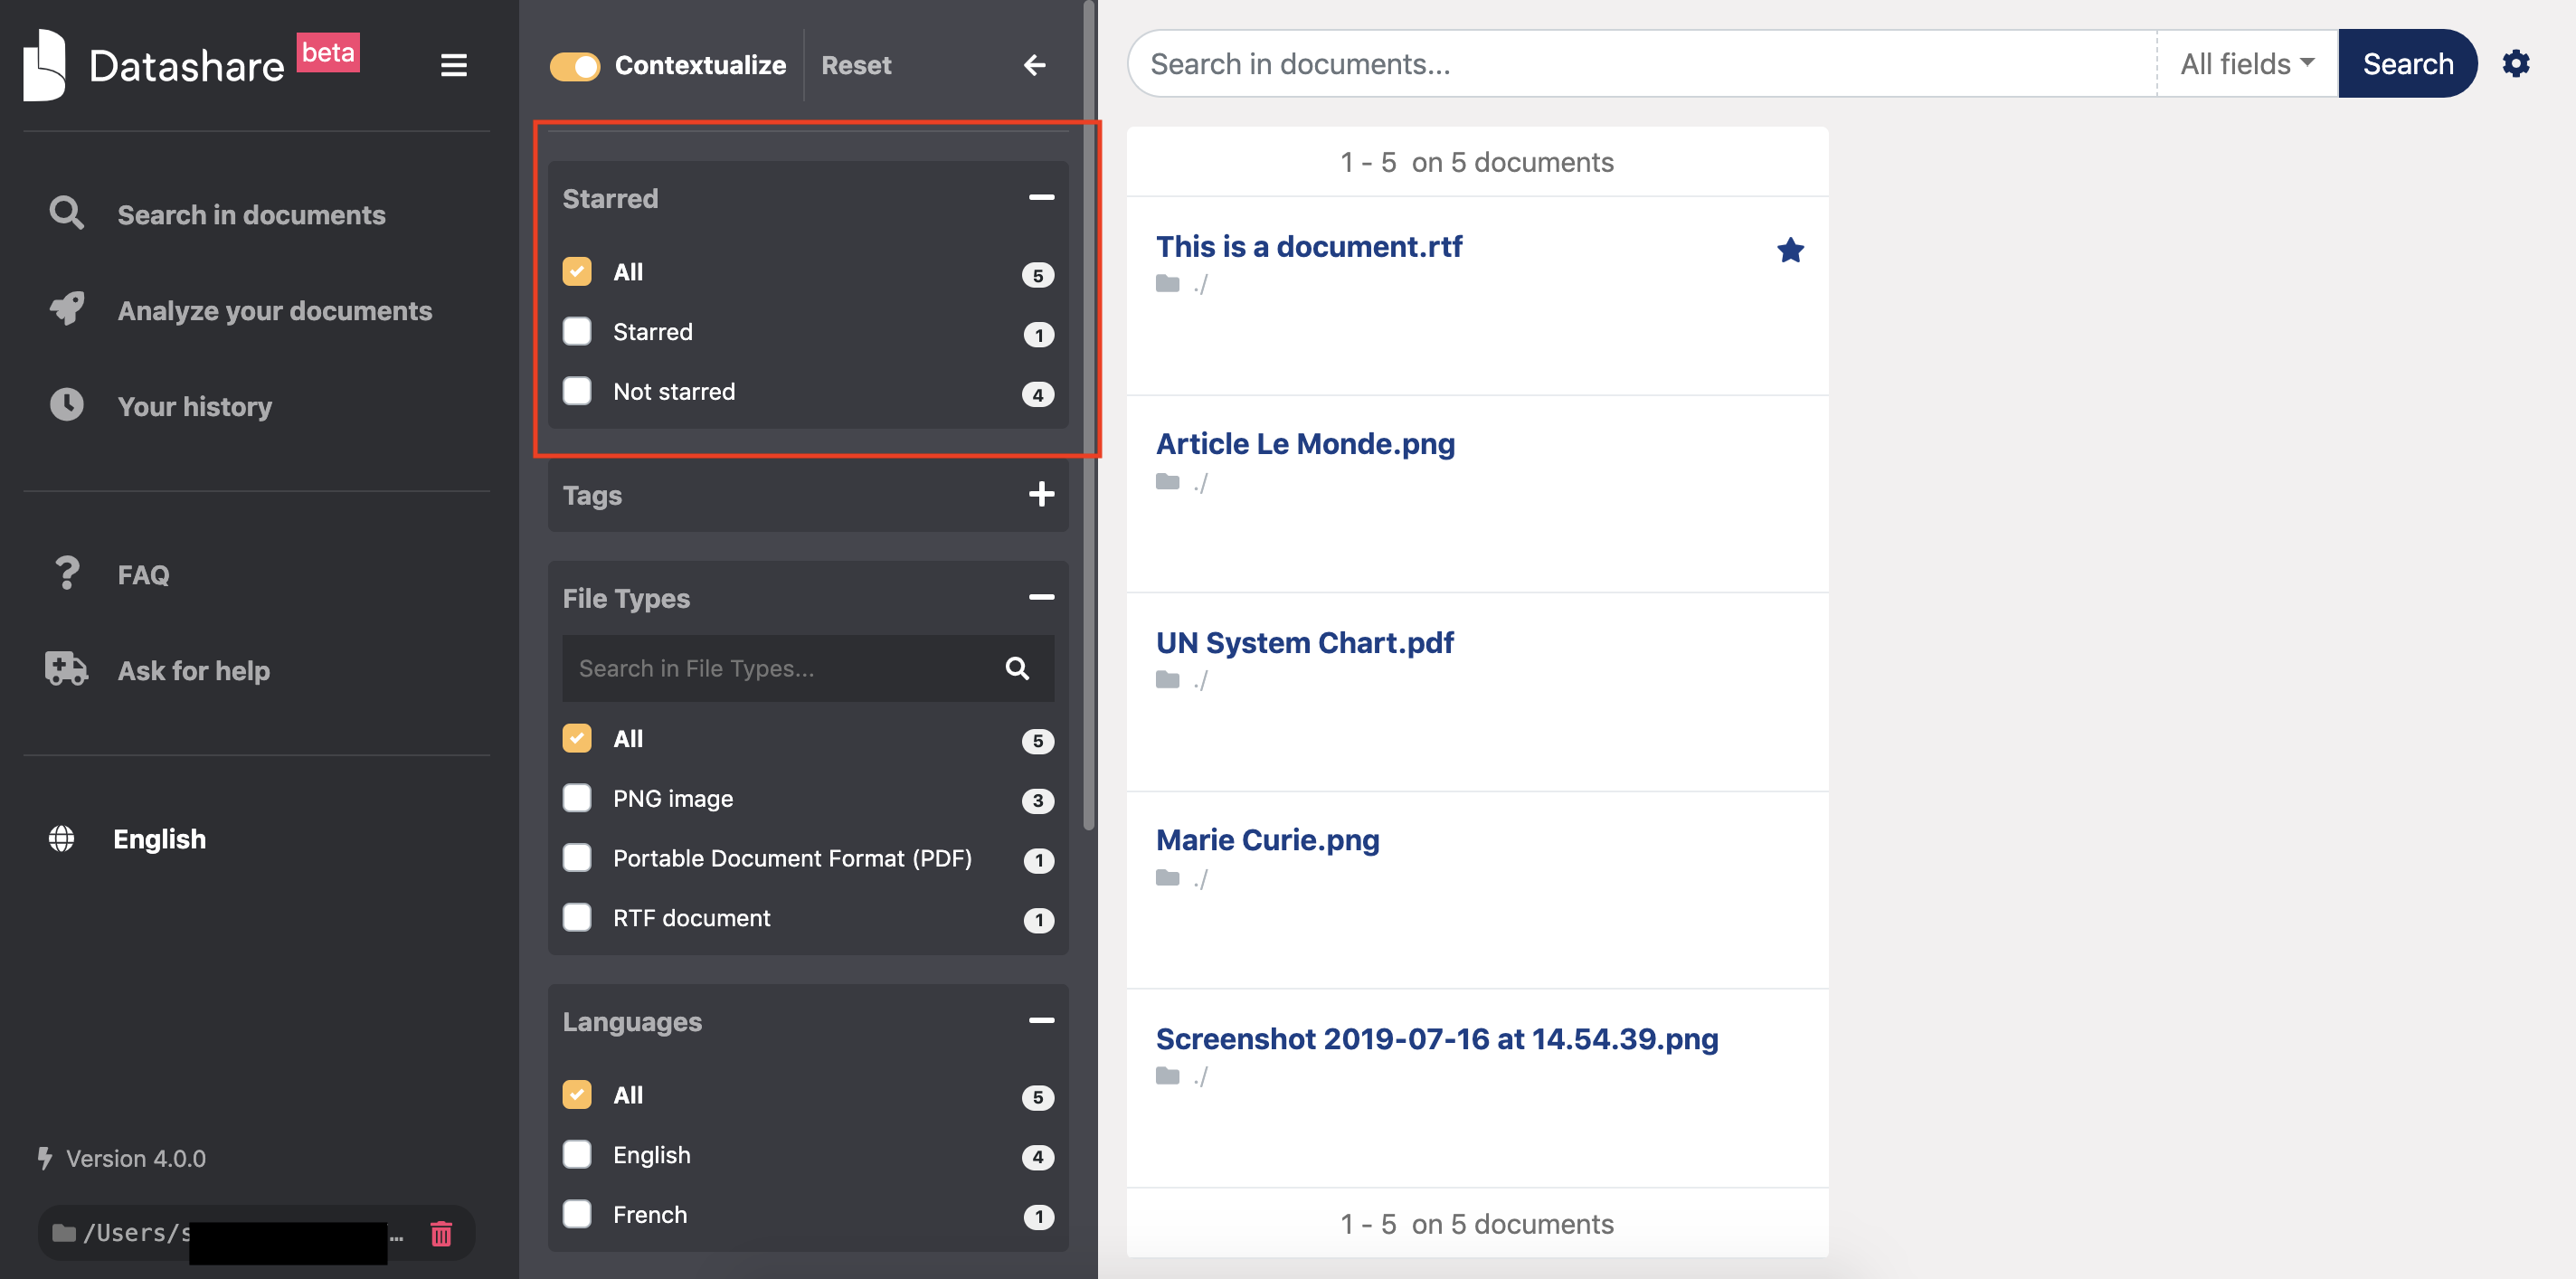 Datashare beta
Search in documents
Analyze your documents
Your history
FAQ
Ask for help
English
Version 4.0.0
/Users/s ...
Contextualize
Reset
Starred
All 5
Starred 1
Not starred 4
Tags
File Types
Search in File Types...
All 5
PNG image 3
Portable Document Format (PDF) 1
RTF document 1
Languages
All 5
English 4
French 1
Search in documents... All fields Search
1 - 5 on 5 documents
This is a document.rtf
./
Article Le Monde.png
./
UN System Chart.pdf
./
Marie Curie.png
./
Screenshot 2019-07-16 at 14.54.39.png
./
1 - 5 on 5 documents